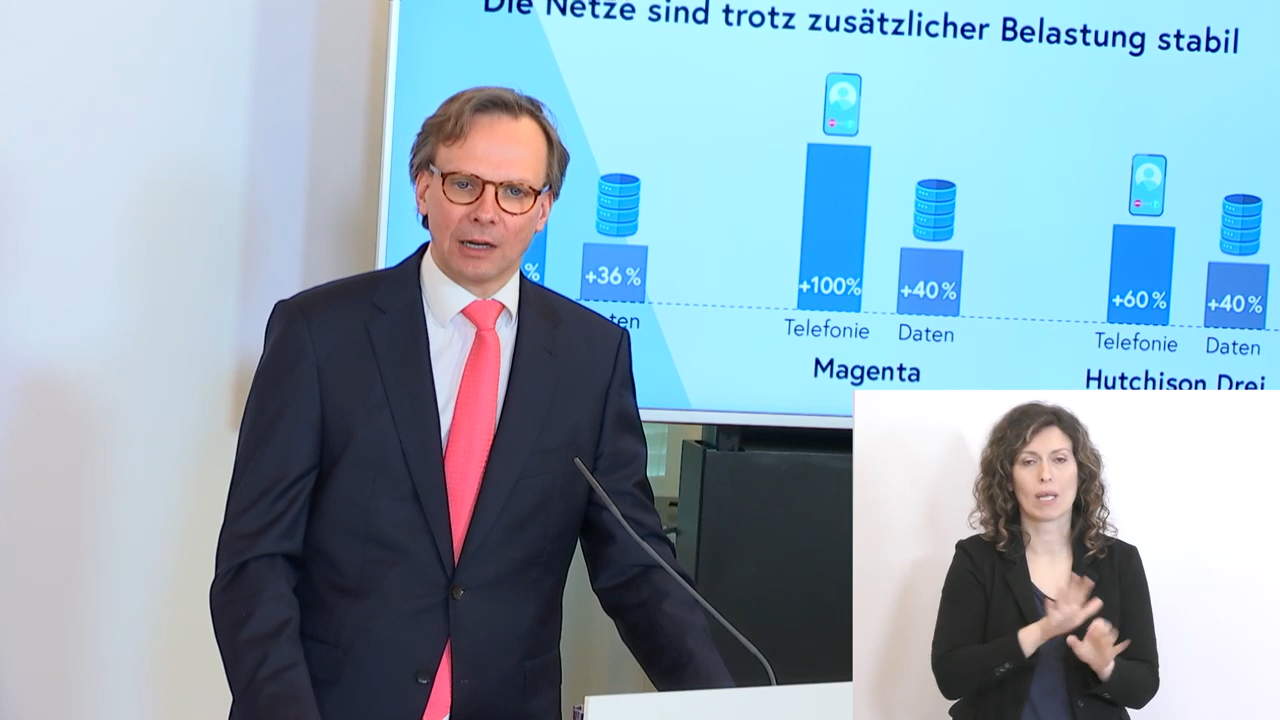 Die Netze sind trotz zusätzlicher Belastung stabil
%
+36 %
+100%
+40 %
+60 %
+40 %
ten
Telefonie
Daten
Telefonie
Daten
Magenta
Hutchison Drei